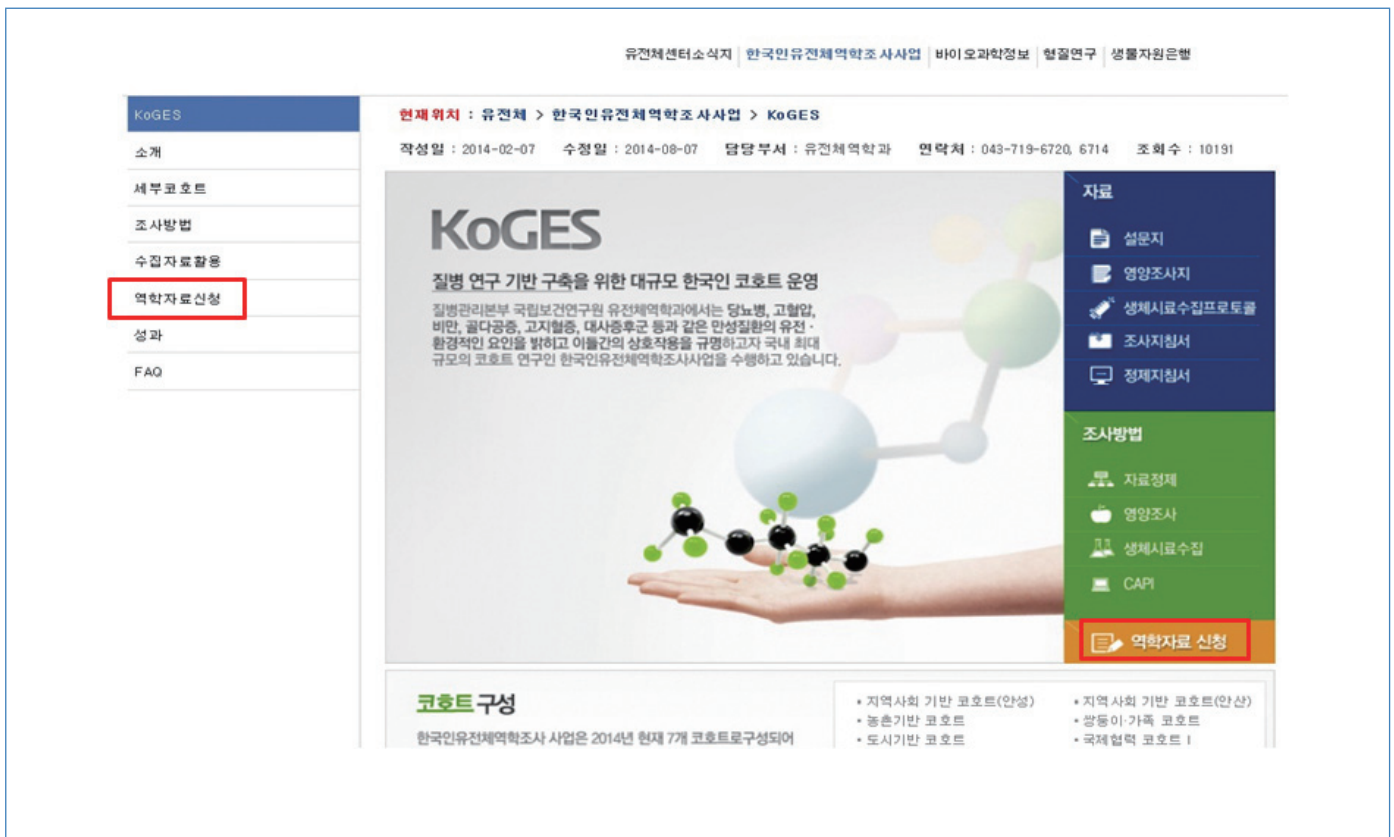 유전체센터소식지 한국인유전체역학조사사업 바이오과학정보 형질연구 생물자원은행
KoGES
소개
세부코호트
조사방법
수집자료활용
역학자료신청
성과
FAQ
현재위치 : 유전체 > 한국인유전체역학조사사업 > KoGES
작성일 : 2014-02-07 수정일 : 2014-08-07 담당부서 : 유전체역학과 연락처 : 043-719-6720, 6714 조회수 : 10191
KoGES
질병 연구 기반 구축을 위한 대규모 한국인 코호트 운영
질병관리본부 국립보건연구원 유전체역학과에서는 당뇨병, 고혈압,
비만, 골다공증, 고지혈증, 대사증후군 등과 같은 만성질환의 유전 ·
환경적인 요인을 밝히고 이들간의 상호작용을 규명하고자 국내 최대
규모의 코호트 연구인 한국인유전체역학조사사업을 수행하고 있습니다.
자료
설문지
영양조사지
생체시료수집프로토콜
조사지침서
정제지침서
조사방법
자료정제
영양조사
생체시료수집
CAPI
역학자료 신청
코호트 구성
한국인유전체역학조사 사업은 2014년 현재 7개 코호트로구성되어
• 지역사회 기반 코호트(안성)
• 농촌기반 코호트
• 도시기반 코호트
• 지역사회 기반 코호트(안산)
• 쌍둥이·가족 코호트
• 국제협력 코호트 I